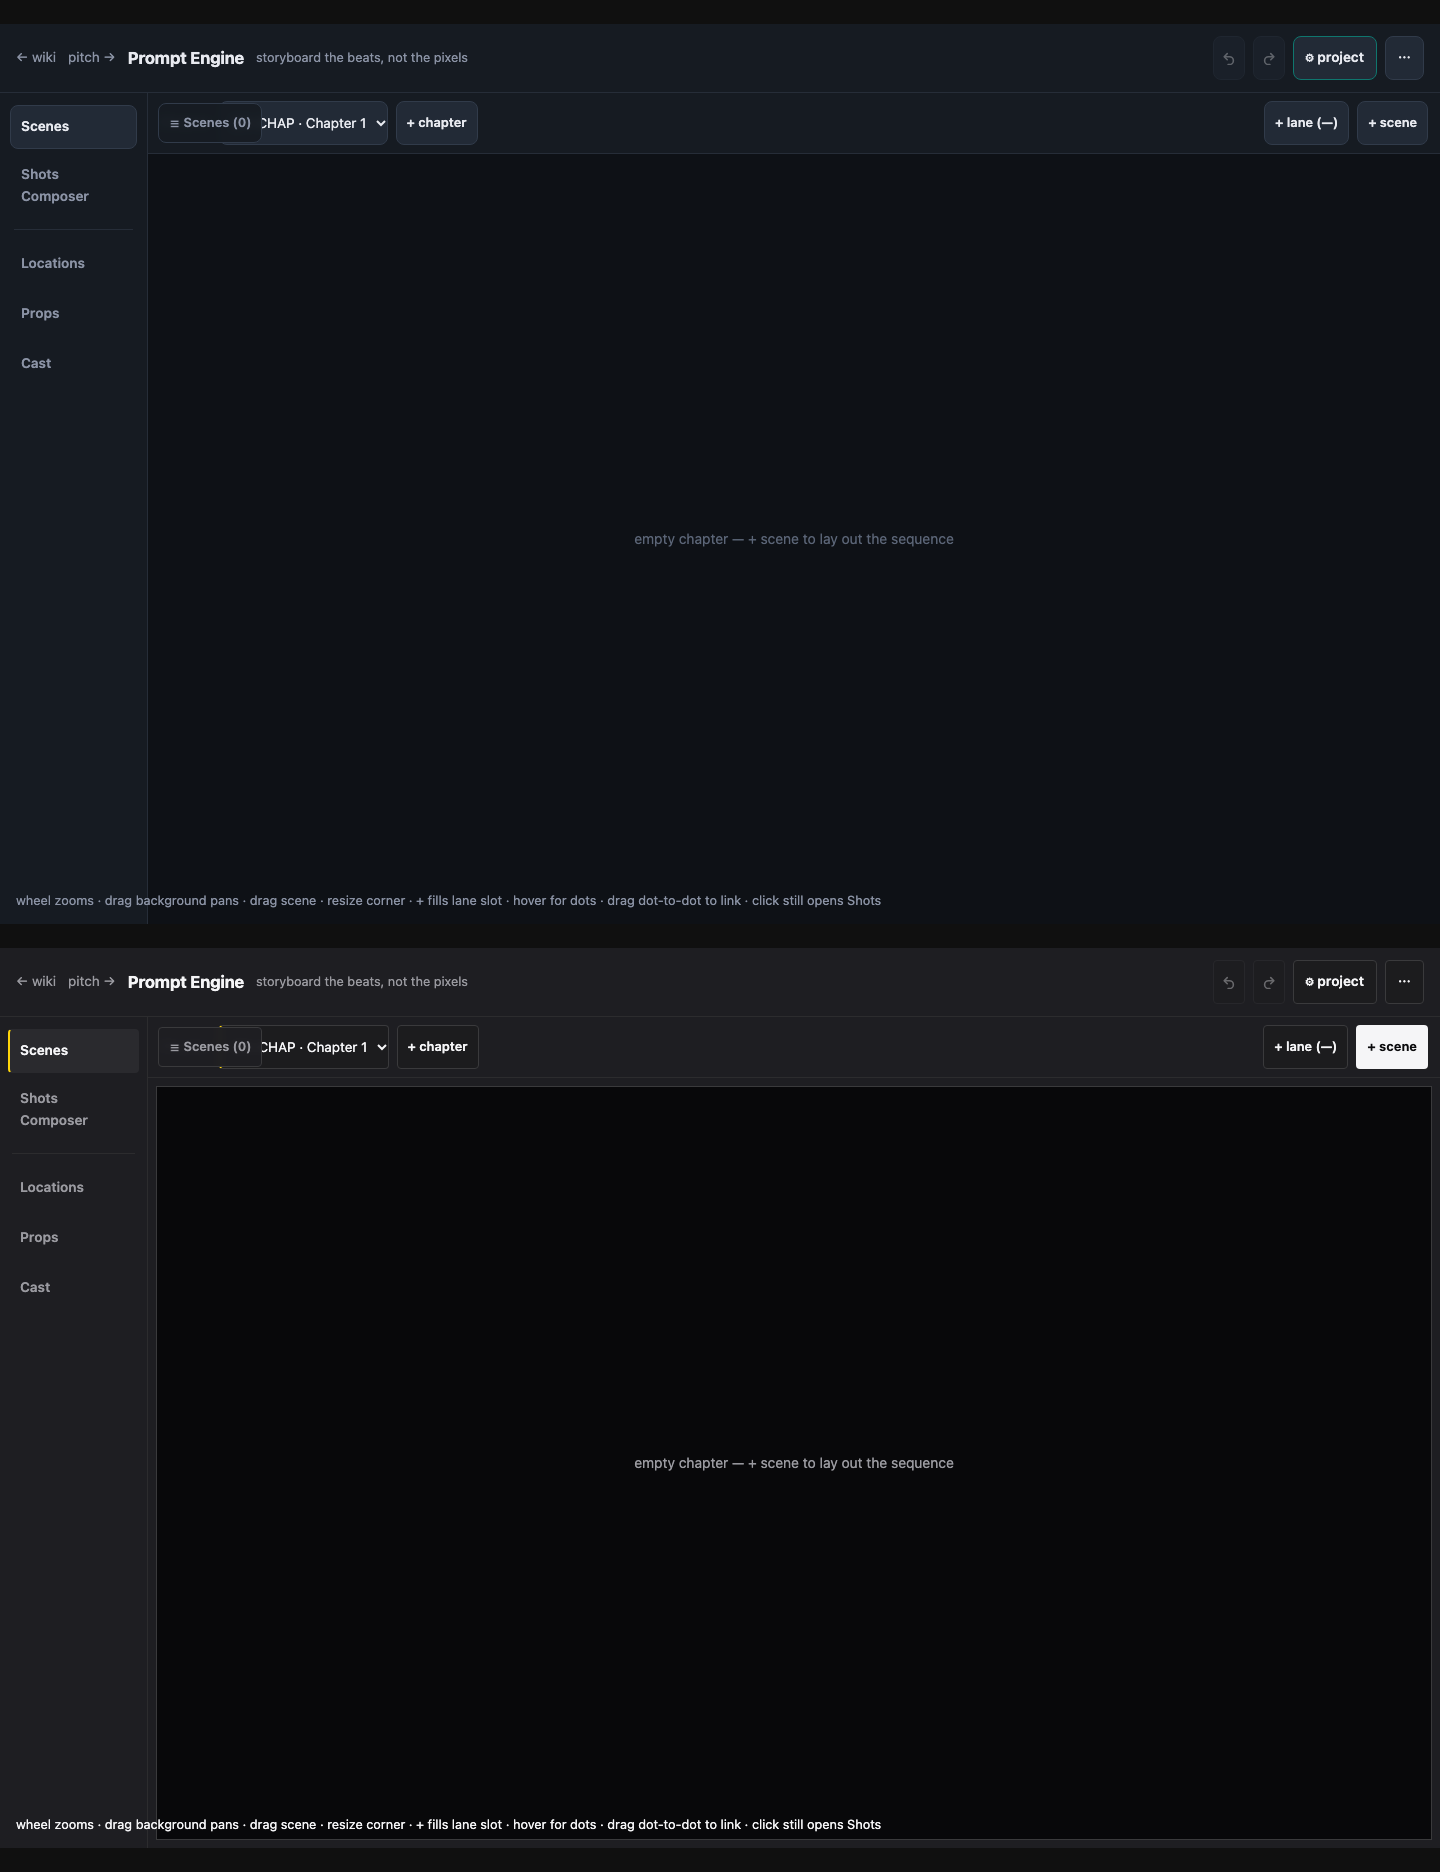 ← wiki pitch → Prompt Engine storyboard the beats, not the pixels ⚙ project ···
Scenes
≡ Scenes (0) CHAP · Chapter 1 + chapter + lane (—) + scene
Shots
Composer
Locations
Props
Cast
empty chapter — + scene to lay out the sequence
wheel zooms · drag background pans · drag scene · resize corner · + fills lane slot · hover for dots · drag dot-to-dot to link · click still opens Shots
← wiki pitch → Prompt Engine storyboard the beats, not the pixels ⚙ project ···
Scenes
≡ Scenes (0) CHAP · Chapter 1 + chapter + lane (—) + scene
Shots
Composer
Locations
Props
Cast
empty chapter — + scene to lay out the sequence
wheel zooms · drag background pans · drag scene · resize corner · + fills lane slot · hover for dots · drag dot-to-dot to link · click still opens Shots